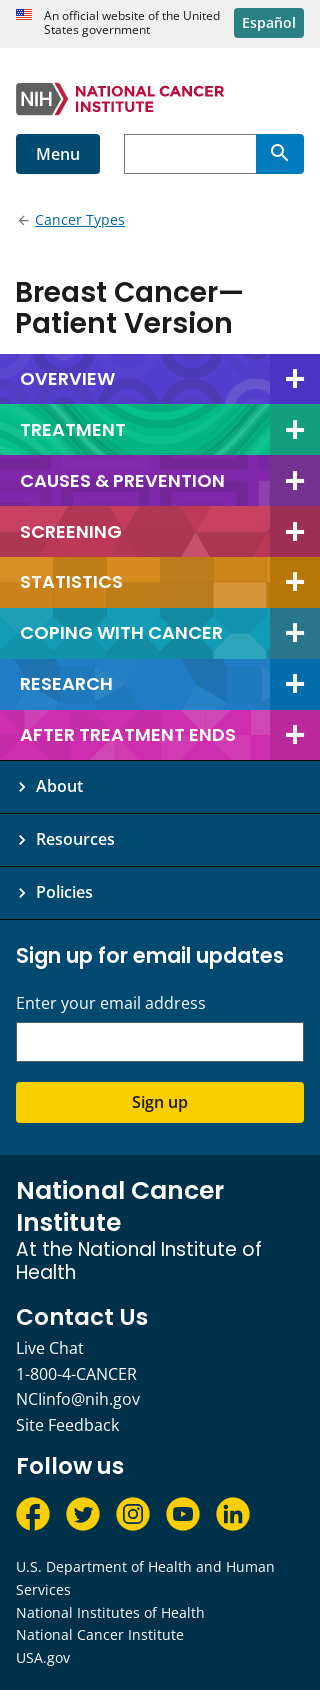 An official website of the United
States government
Español
NIH
NATIONAL CANCER
INSTITUTE
Menu
Cancer Types
Breast Cancer—
Patient Version
OVERVIEW
TREATMENT
CAUSES & PREVENTION
SCREENING
STATISTICS
COPING WITH CANCER
RESEARCH
AFTER TREATMENT ENDS
About
Resources
Policies
Sign up for email updates
Enter your email address
Sign up
National Cancer
Institute
At the National Institute of
Health
Contact Us
Live Chat
1-800-4-CANCER
NCIinfo@nih.gov
Site Feedback
Follow us
U.S. Department of Health and Human
Services
National Institutes of Health
National Cancer Institute
USA.gov